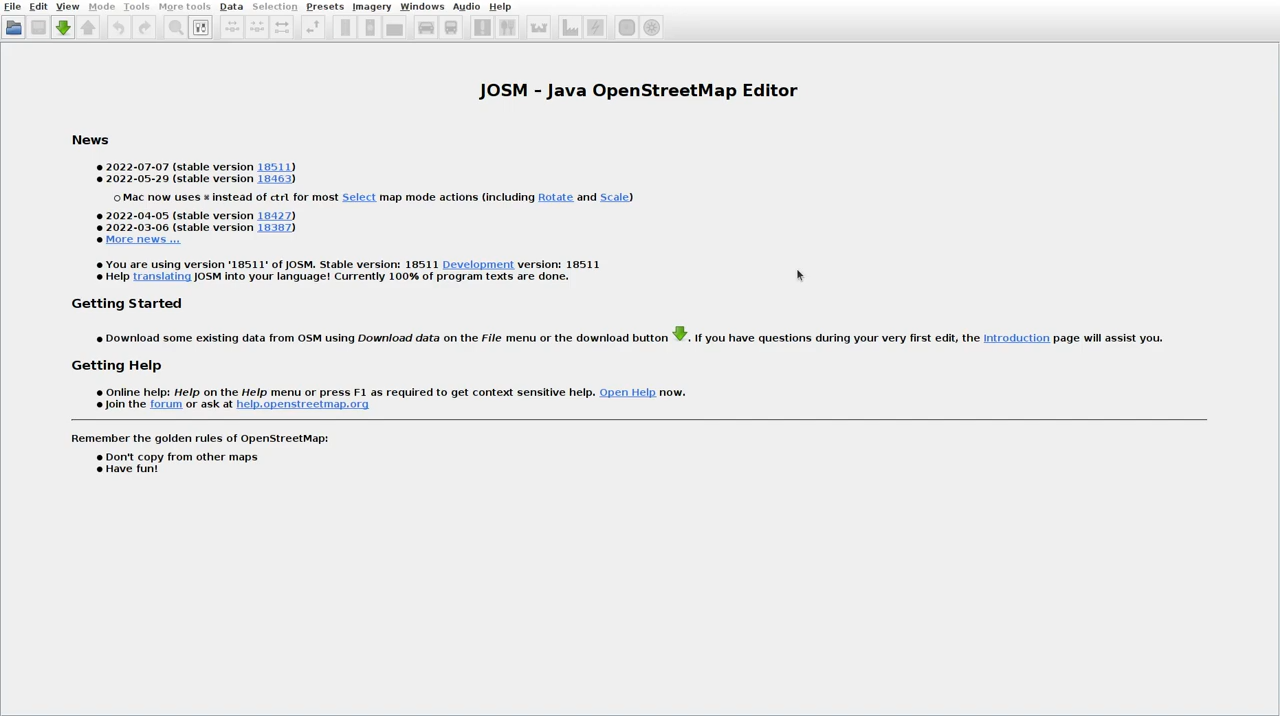 File Edit View Mode Tools More tools Data Selection Presets Imagery Windows Audio Help
JOSM – Java OpenStreetMap Editor
News
2022-07-07 (stable version 18511)
2022-05-29 (stable version 18463)
Mac now uses ⌘ instead of ctrl for most Select map mode actions (including Rotate and Scale)
2022-04-05 (stable version 18427)
2022-03-06 (stable version 18387)
More news ...
You are using version '18511' of JOSM. Stable version: 18511 Development version: 18511
Help translating JOSM into your language! Currently 100% of program texts are done.
Getting Started
Download some existing data from OSM using Download data on the File menu or the download button . If you have questions during your very first edit, the Introduction page will assist you.
Getting Help
Online help: Help on the Help menu or press F1 as required to get context sensitive help. Open Help now.
Join the forum or ask at help.openstreetmap.org
Remember the golden rules of OpenStreetMap:
Don't copy from other maps
Have fun!